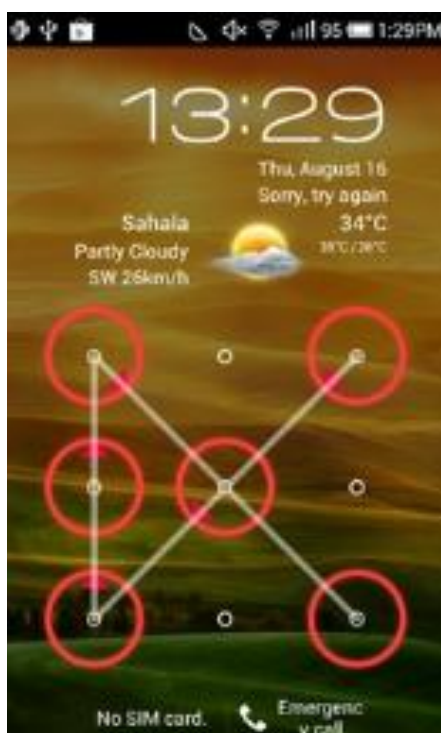 95 1:29PM
13:29
Thu, August 16
Sorry, try again
Sahala
34°C
Partly Cloudy
SW 26km/h
No SIM card.
Emergenc
y call